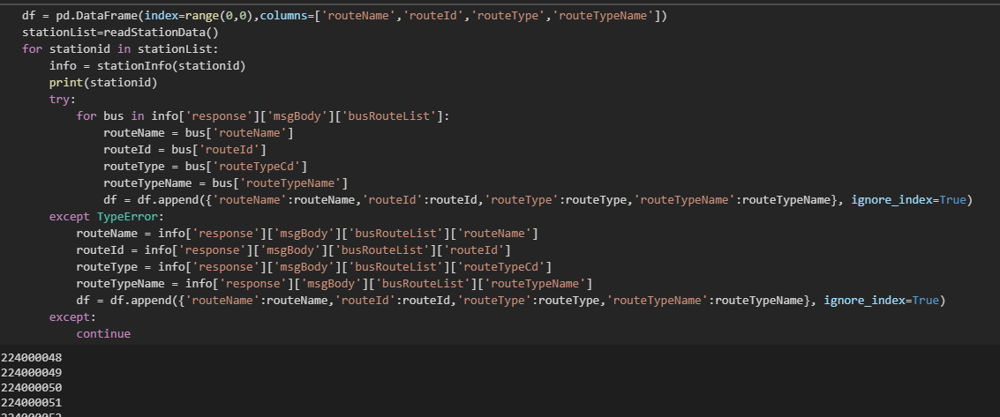 df = pd.DataFrame(index=range(0,0),columns=['routeName','routeId','routeType','routeTypeName'])
stationList=readStationData()
for stationid in stationList:
    info = stationInfo(stationid)
    print(stationid)
    try:
        for bus in info['response']['msgBody']['busRouteList']:
            routeName = bus['routeName']
            routeId = bus['routeId']
            routeType = bus['routeTypeCd']
            routeTypeName = bus['routeTypeName']
            df = df.append({'routeName':routeName,'routeId':routeId,'routeType':routeType,'routeTypeName':routeTypeName}, ignore_index=True)
    except TypeError:
        routeName = info['response']['msgBody']['busRouteList']['routeName']
        routeId = info['response']['msgBody']['busRouteList']['routeId']
        routeType = info['response']['msgBody']['busRouteList']['routeTypeCd']
        routeTypeName = info['response']['msgBody']['busRouteList']['routeTypeName']
        df = df.append({'routeName':routeName,'routeId':routeId,'routeType':routeType,'routeTypeName':routeTypeName}, ignore_index=True)
    except:
        continue
224000048
224000049
224000050
224000051